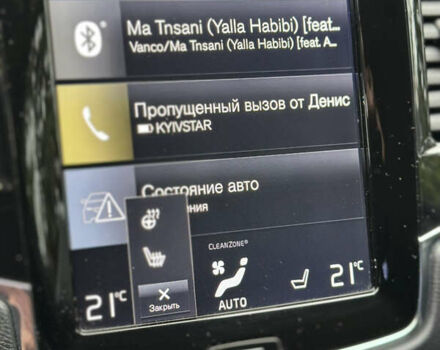 Ma Tnsani (Yalla Habibi) [feat...
Vanco/Ma Tnsani (Yalla Habibi) [feat. A...
Пропущенный вызов от Денис
KYIVSTAR
Состояние авто
ения
CLEANZONE®
21°C
Закрыть
AUTO
21°C